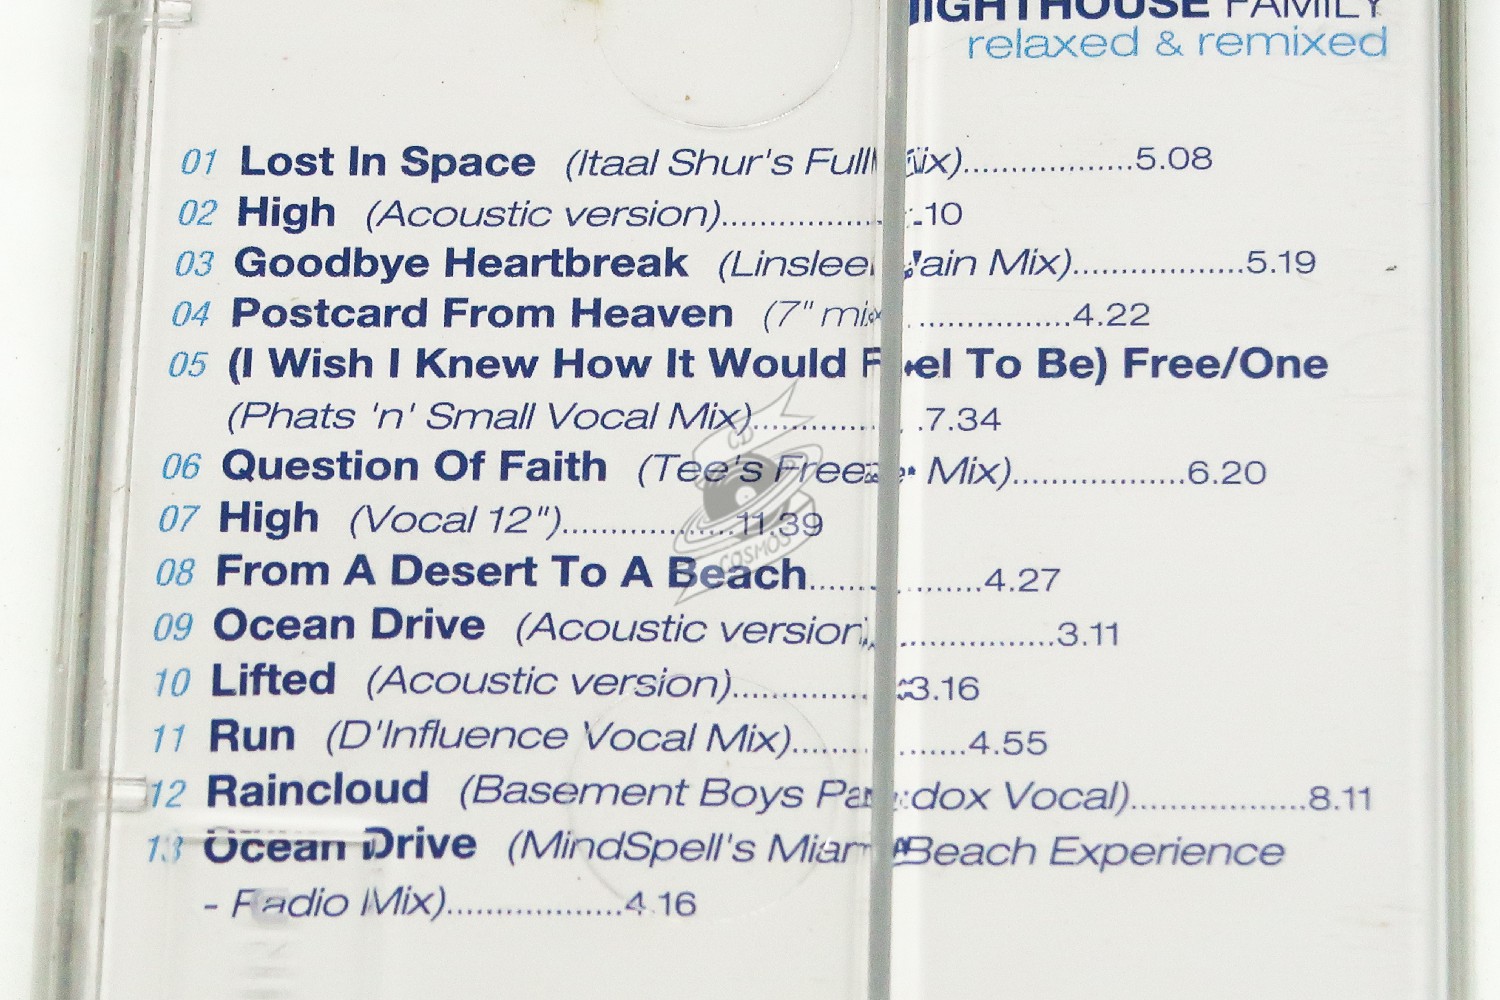 LIGHTHOUSE FAMILY
relaxed & remixed
01 Lost In Space (Itaal Shur's Full Mix)..................5.08
02 High (Acoustic version)...................10
03 Goodbye Heartbreak (Linslee Mix)..................5.19
04 Postcard From Heaven (7" mix)..................4.22
05 (I Wish I Knew How It Would Feel To Be) Free/One
(Phats 'n' Small Vocal Mix)..................7.34
06 Question Of Faith (Tee's Freeze Mix)..................6.20
07 High (Vocal 12")..................11.39
08 From A Desert To A Beach..................4.27
09 Ocean Drive (Acoustic version)..................3.11
10 Lifted (Acoustic version)..................3.16
11 Run (D'Influence Vocal Mix)..................4.55
12 Raincloud (Basement Boys Paradox Vocal)..................8.11
13 Ocean Drive (MindSpell's Miami Beach Experience
- Radio Mix)..................4.16
CD
COSMOS